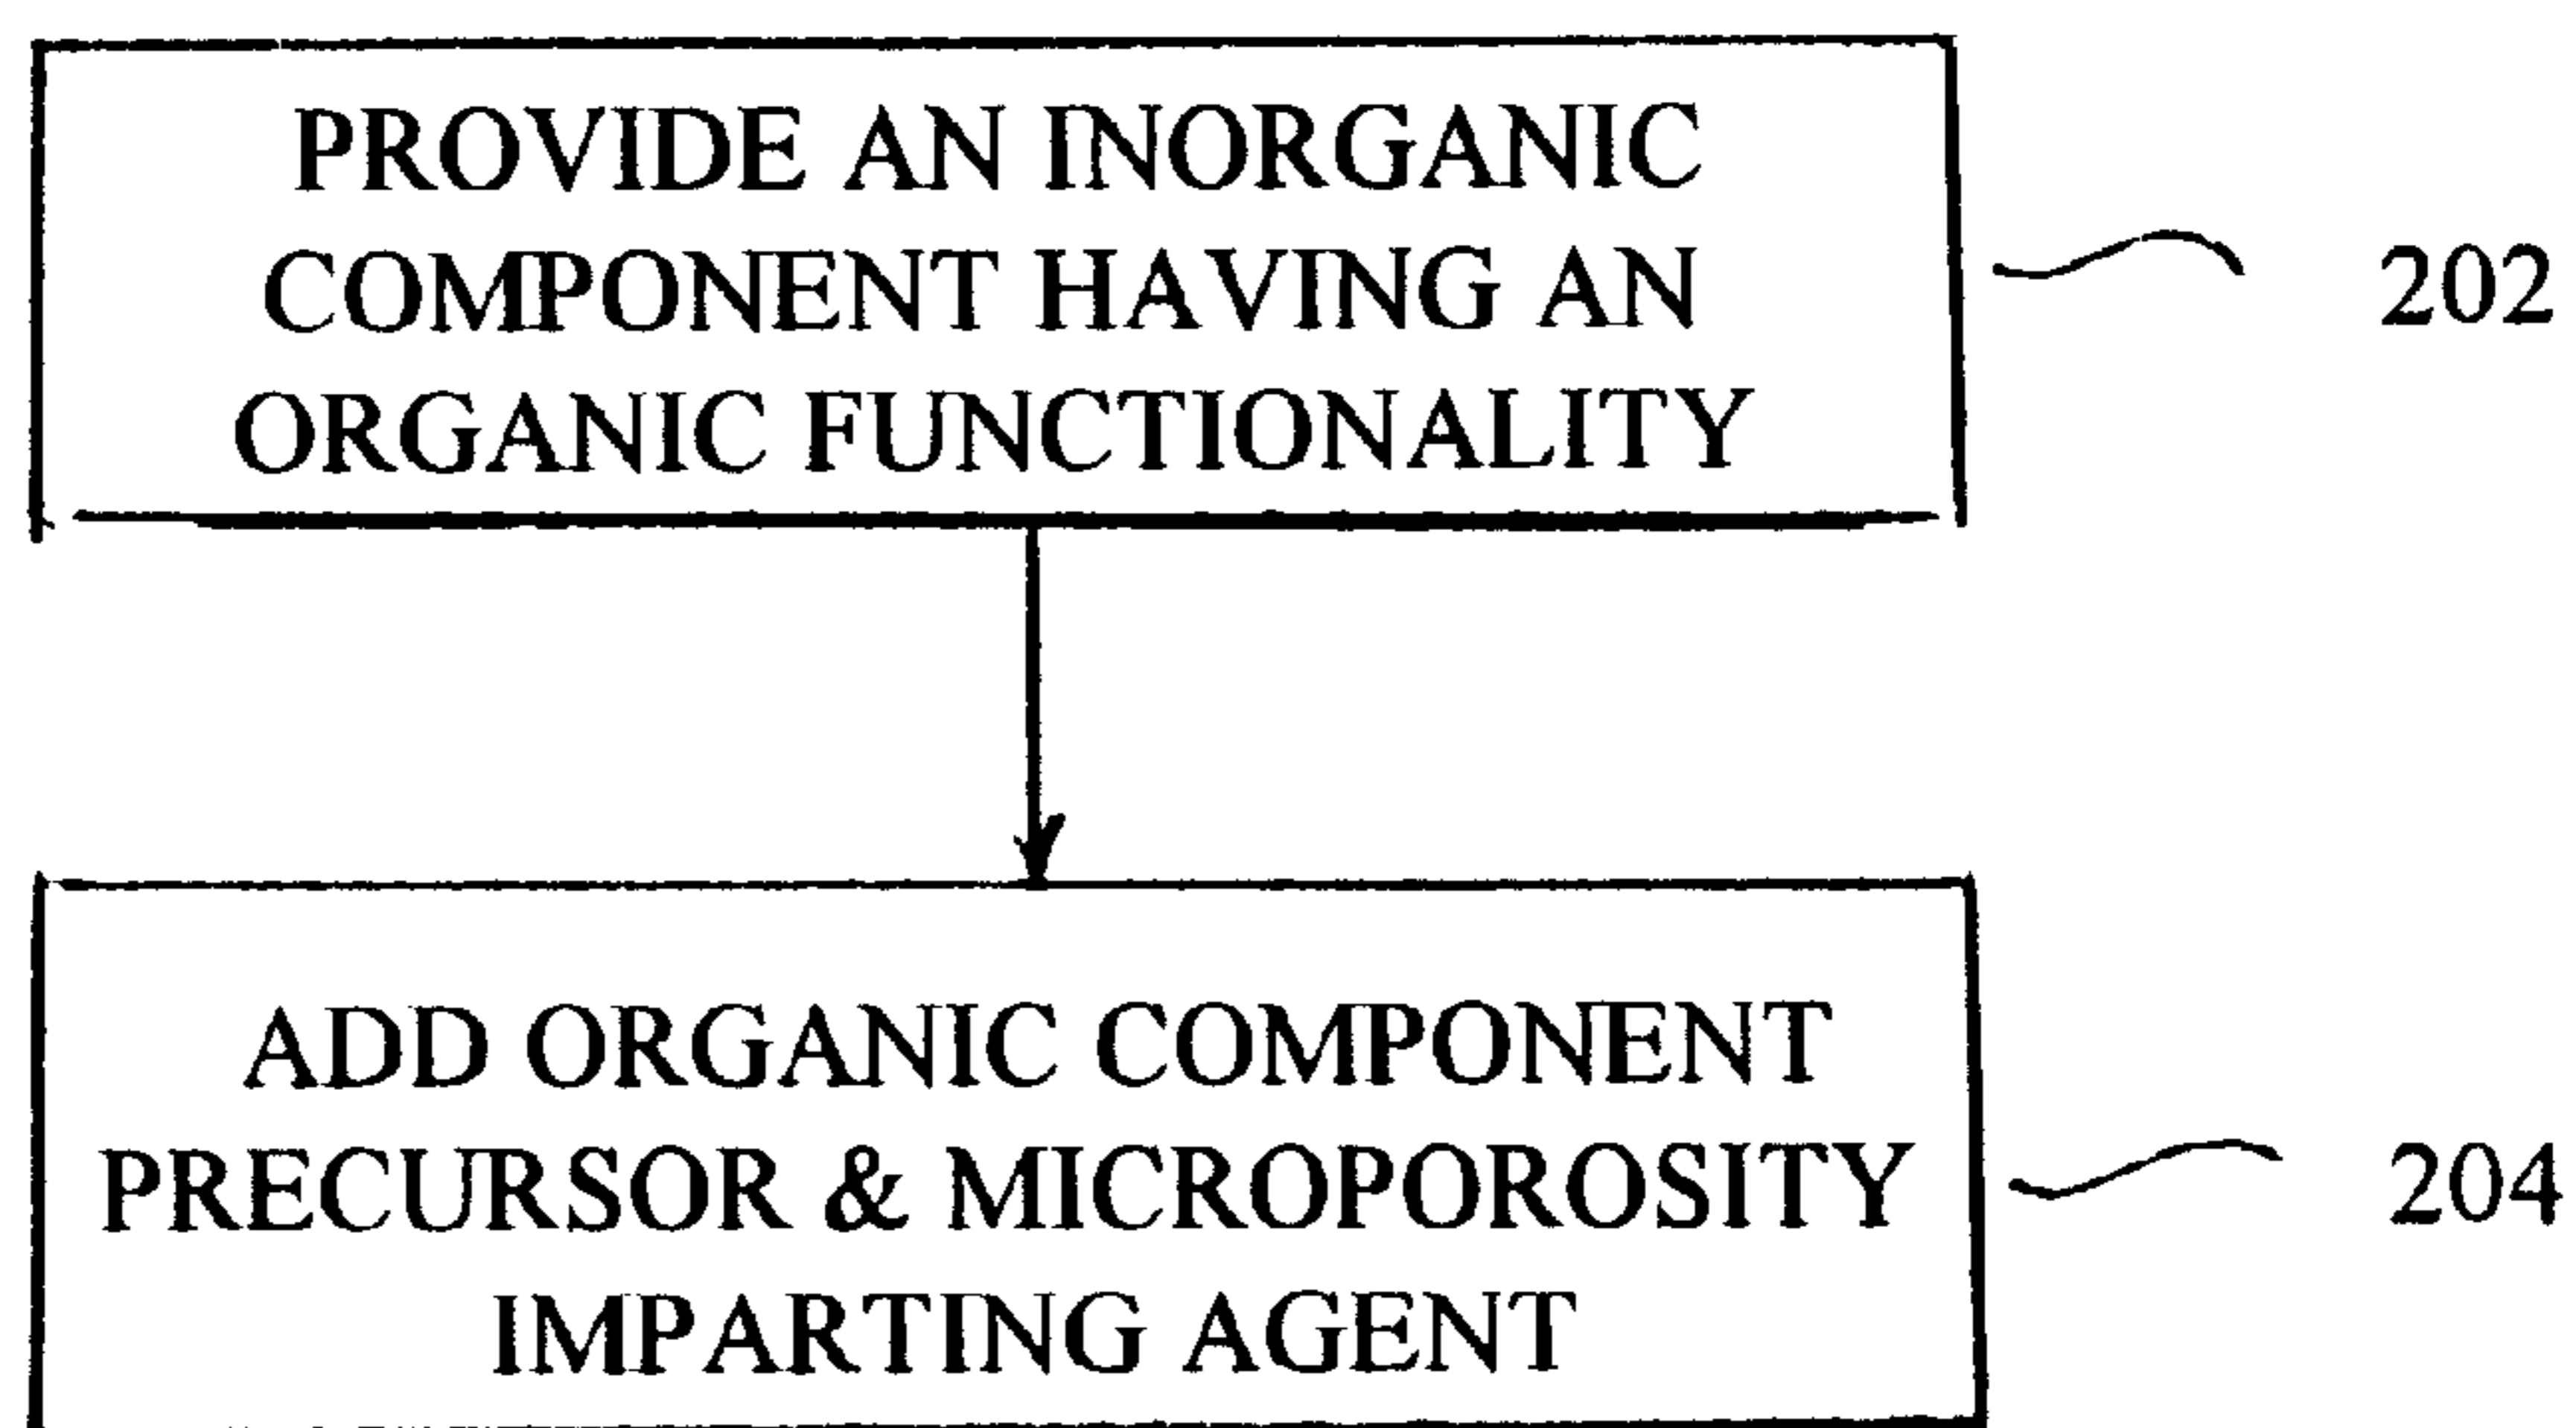 PROVIDE AN INORGANIC
COMPONENT HAVING AN
ORGANIC FUNCTIONALITY
202
ADD ORGANIC COMPONENT
PRECURSOR & MICROPOROSITY
IMPARTING AGENT
204